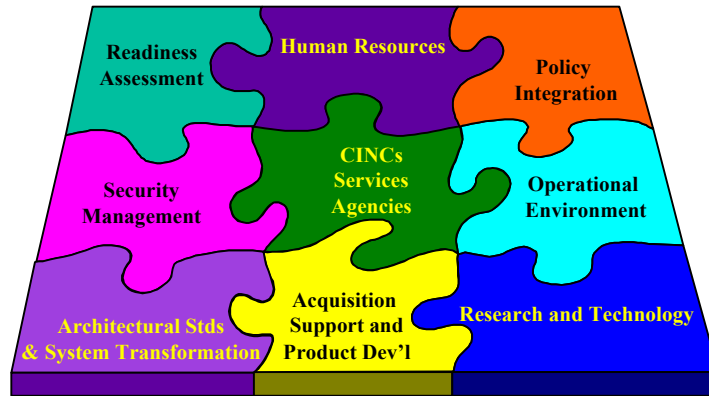 Readiness
Assessment
Human Resources
Policy
Integration
Security
Management
CINCs
Services
Agencies
Operational
Environment
Architectural Stds
& System Transformation
Acquisition
Support and
Product Dev'l
Research and Technology